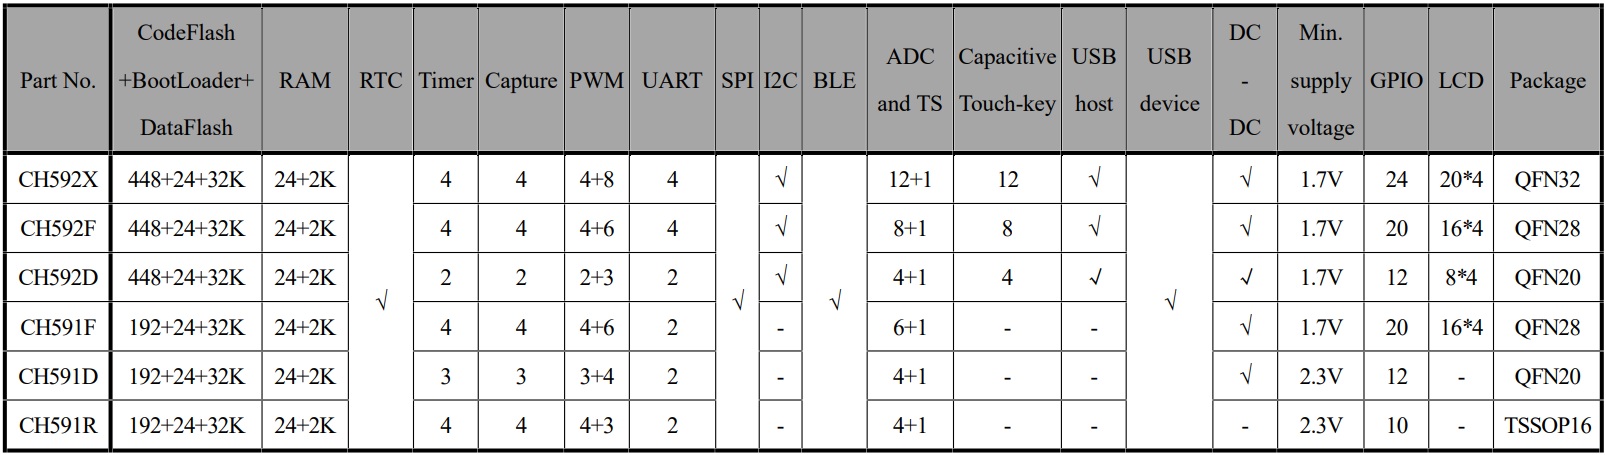 Part No. CodeFlash +BootLoader+ DataFlash RAM RTC Timer Capture PWM UART SPI I2C BLE ADC and TS Capacitive Touch-key USB host USB device DC - DC Min. supply voltage GPIO LCD Package
CH592X 448+24+32K 24+2K √ 4 4 4+8 4 √ √ √ 12+1 12 √ √ √ 1.7V 24 20*4 QFN32
CH592F 448+24+32K 24+2K 4 4 4+6 4 √ 8+1 8 √ √ 1.7V 20 16*4 QFN28
CH592D 448+24+32K 24+2K 2 2 2+3 2 √ 4+1 4 √ √ 1.7V 12 8*4 QFN20
CH591F 192+24+32K 24+2K 4 4 4+6 2 - 6+1 - - √ 1.7V 20 16*4 QFN28
CH591D 192+24+32K 24+2K 3 3 3+4 2 - 4+1 - - √ 2.3V 12 - QFN20
CH591R 192+24+32K 24+2K 4 4 4+3 2 - 4+1 - - - 2.3V 10 - TSSOP16